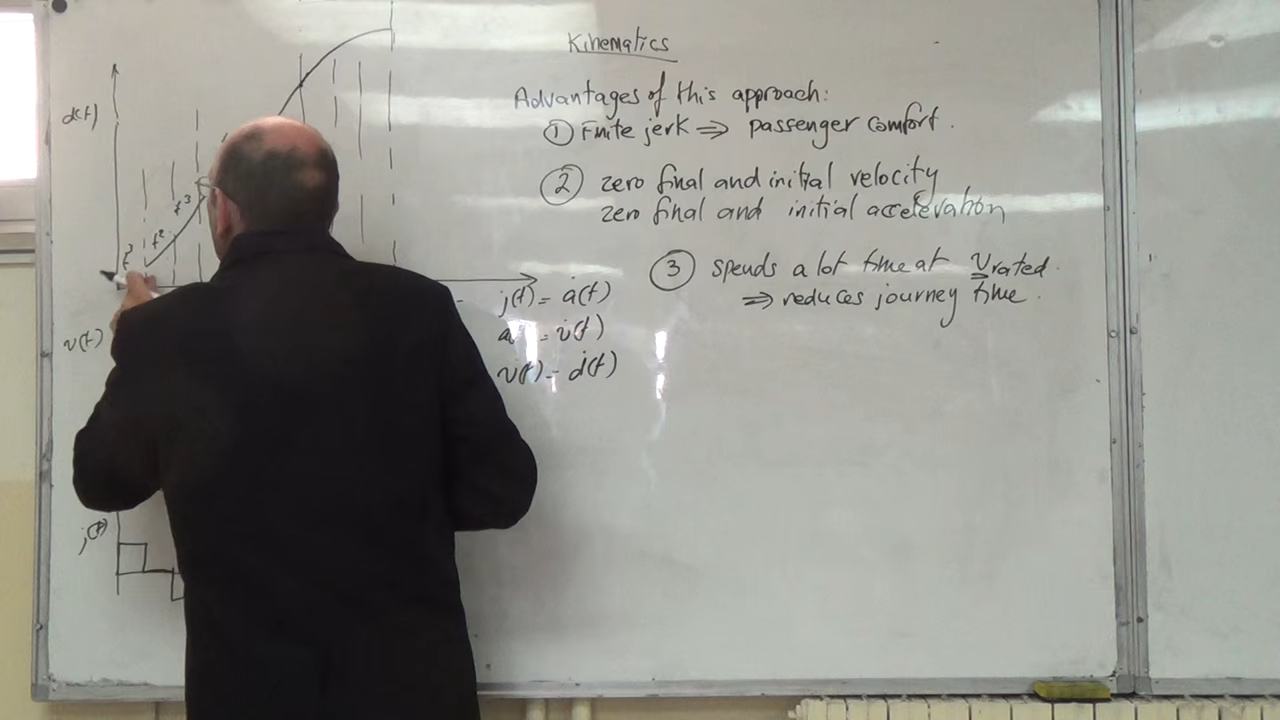 Kinematics
Advantages of this approach:
① Finite jerk ⇒ passenger comfort.
② zero final and initial velocity
zero final and initial acceleration
③ spends a lot time at Vrated.
⇒ reduces journey time.
d(t)
t³
t²
t³
v(t)
j(t) = ȧ(t)
= v̇(t)
v(t) = ḋ(t)
j(t)